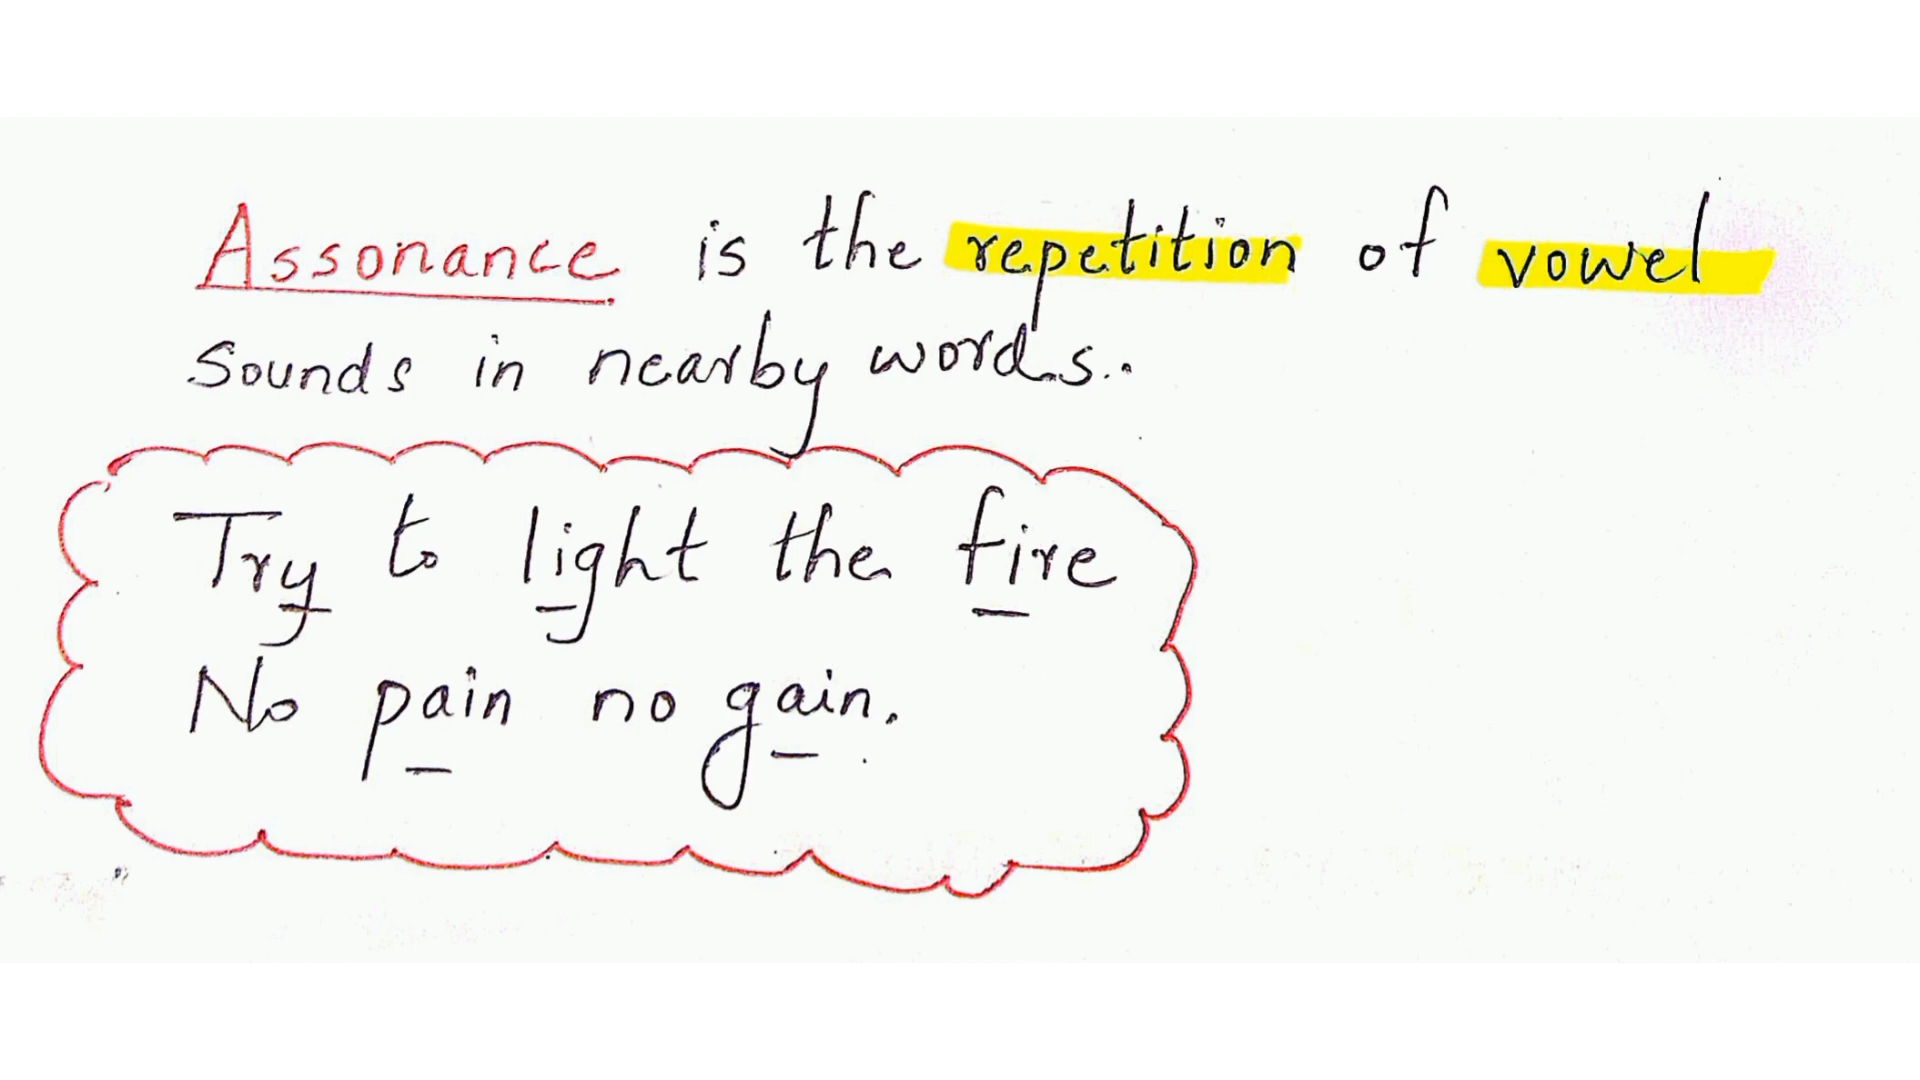 Assonance is the repetition of vowel
sounds in nearby words..
Try to light the fire
No pain no gain.